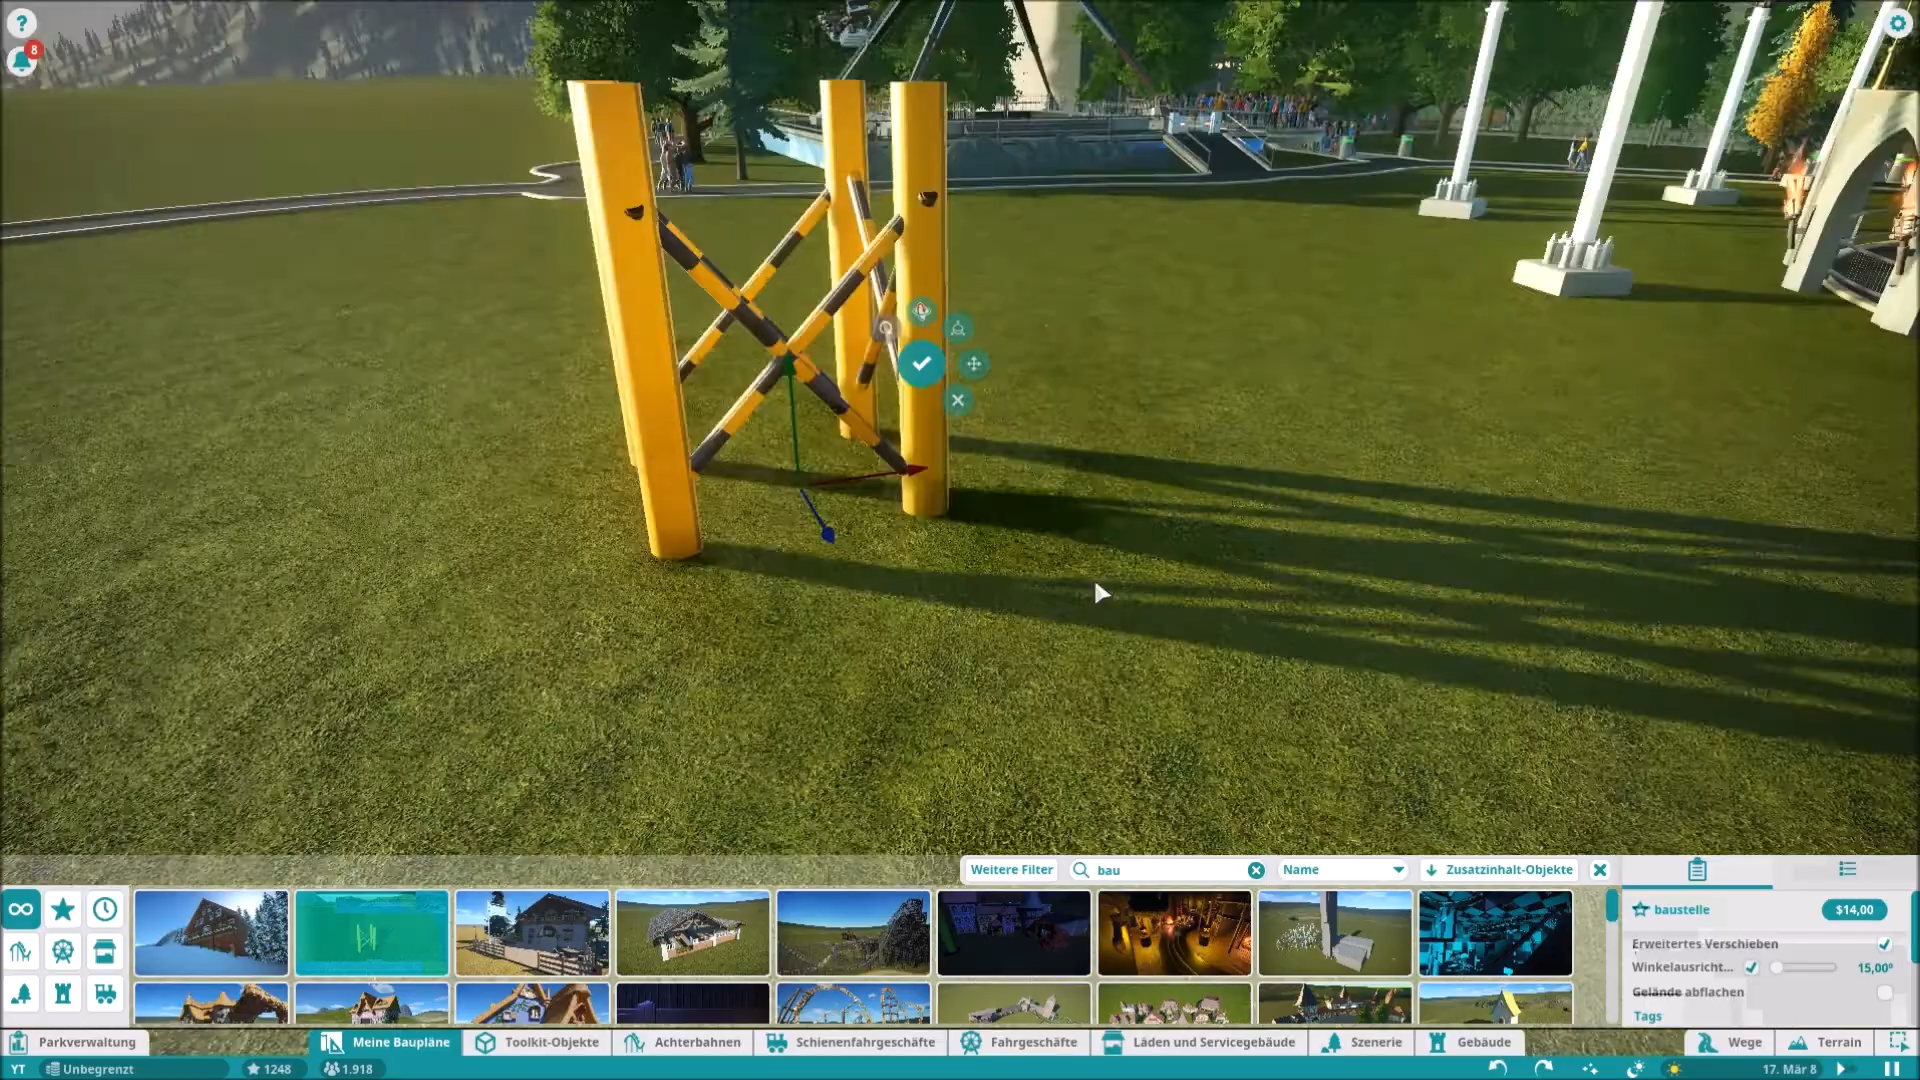 ?
8
Weitere Filter
bau
Name
Zusatzinhalt-Objekte
baustelle
$14,00
Erweitertes Verschieben
Winkelausricht...
15,00°
Gelände abflachen
Tags
Parkverwaltung
Meine Baupläne
Toolkit-Objekte
Achterbahnen
Schienenfahrgeschäfte
Fahrgeschäfte
Läden und Servicegebäude
Szenerie
Gebäude
Wege
Terrain
YT
Unbegrenzt
1248
1.918
17. Mär 8